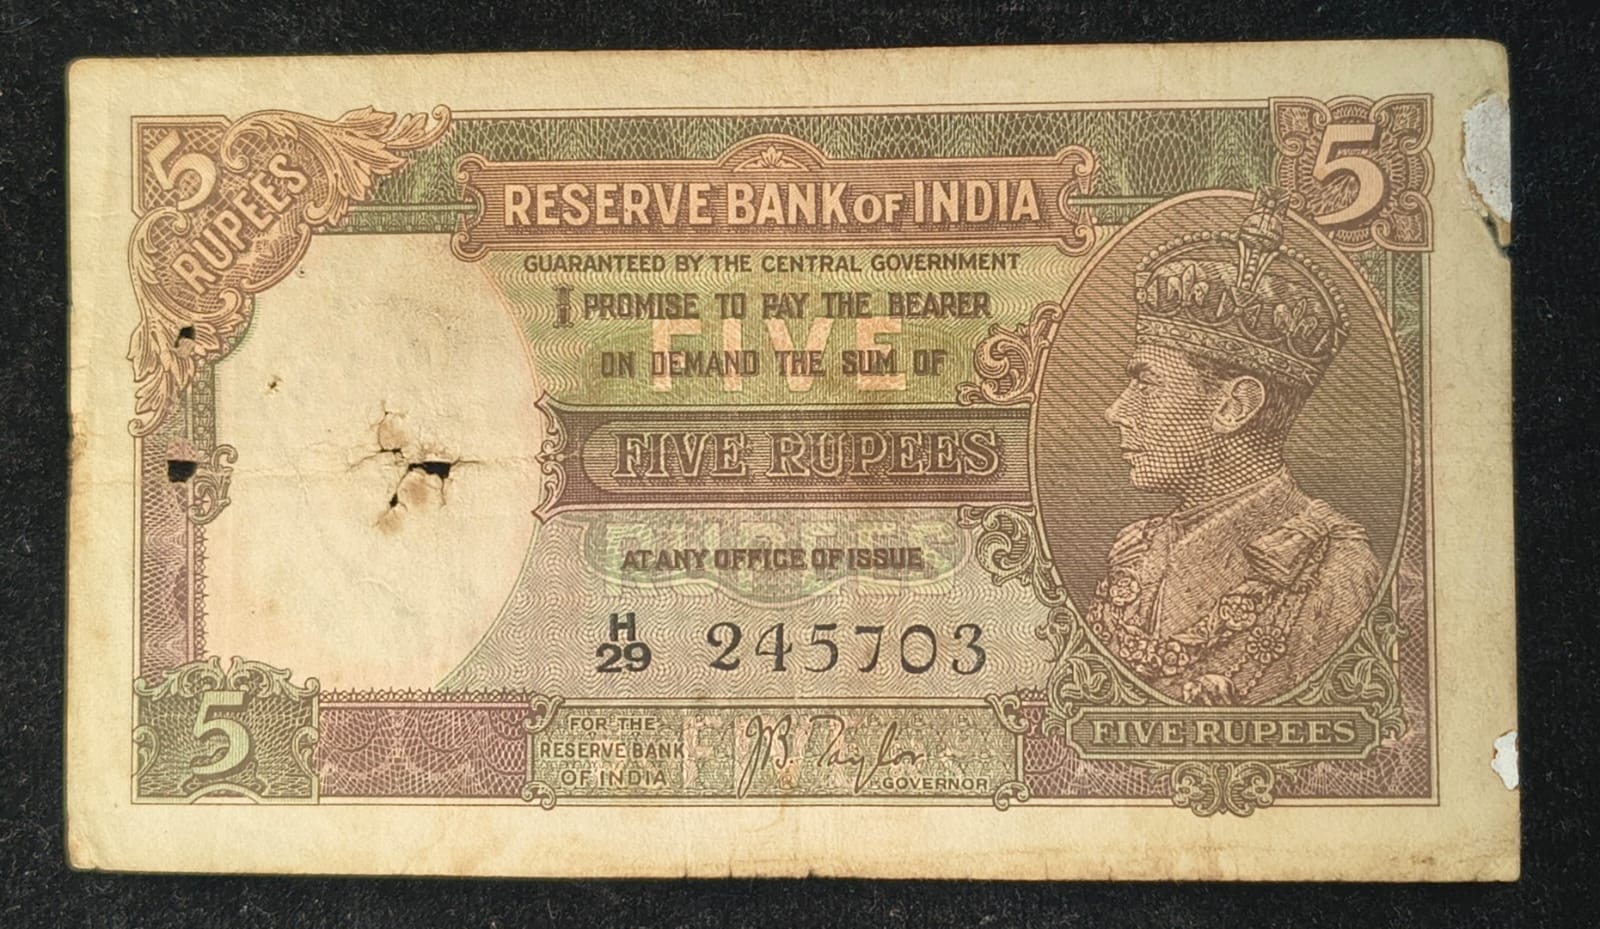 5
RUPEES
5
RESERVE BANK OF INDIA
GUARANTEED BY THE CENTRAL GOVERNMENT
I PROMISE TO PAY THE BEARER
FIVE
ON DEMAND THE SUM OF
FIVE RUPEES
RUPEES
AT ANY OFFICE OF ISSUE
H
29 245703
FIVE RUPEES
5
FOR THE
RESERVE BANK
OF INDIA
J.B. Taylor
GOVERNOR